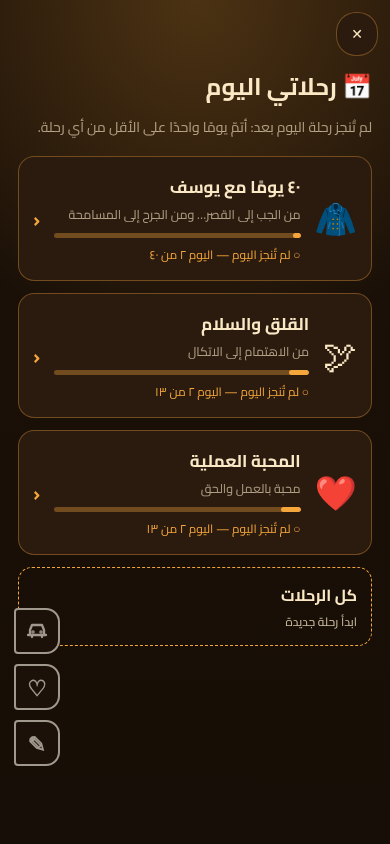 ×
📅 رحلاتي اليوم
لم تُنجز رحلة اليوم بعد: أتمّ يومًا واحدًا على الأقل من أي رحلة.
٤٠ يومًا مع يوسف
من الجب إلى القصر... ومن الجرح إلى المسامحة
○ لم تُنجز اليوم — اليوم ٢ من ٤٠
القلق والسلام
من الاهتمام إلى الاتكال
○ لم تُنجز اليوم — اليوم ٢ من ١٣
المحبة العملية
محبة بالعمل والحق
○ لم تُنجز اليوم — اليوم ٢ من ١٣
كل الرحلات
ابدأ رحلة جديدة